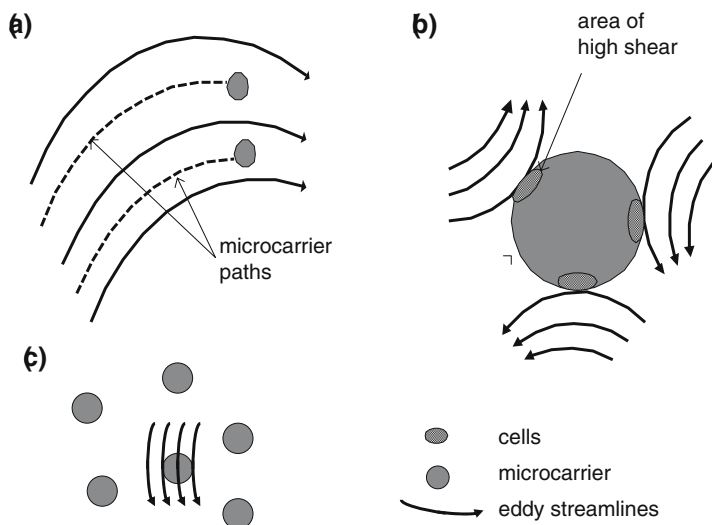 (a)
(b)
area of
high shear
microcarrier
paths
(c)
cells
microcarrier
eddy streamlines